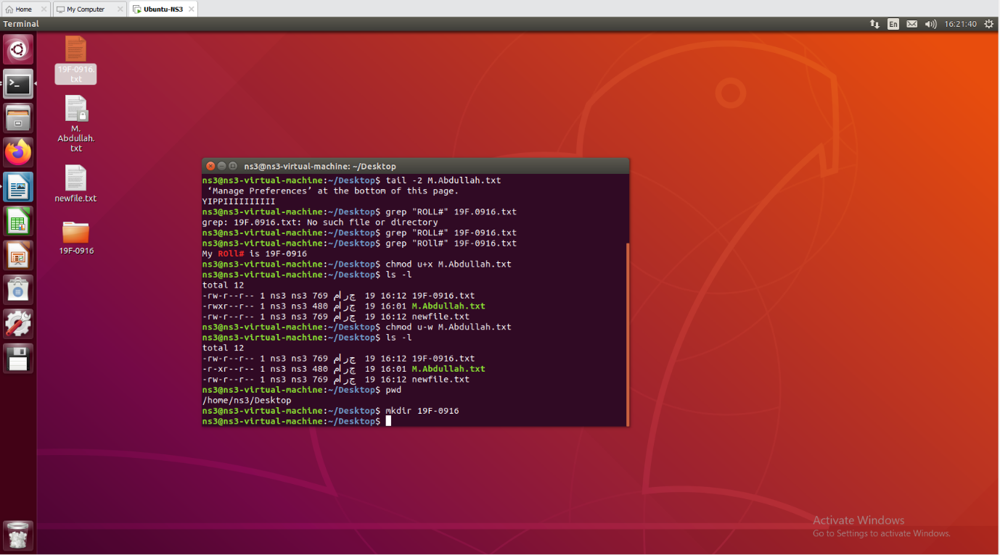 Home
My Computer
Ubuntu-NS3
Terminal
En
16:21:40
19F-0916.
txt
M.
Abdullah.
txt
newfile.txt
19F-0916
ns3@ns3-virtual-machine: ~/Desktop
ns3@ns3-virtual-machine:~/Desktop$ tail -2 M.Abdullah.txt
‘Manage Preferences’ at the bottom of this page.
YIPPIIIIIIIIII
ns3@ns3-virtual-machine:~/Desktop$ grep "ROLL#" 19F.0916.txt
grep: 19F.0916.txt: No such file or directory
ns3@ns3-virtual-machine:~/Desktop$ grep "ROLL#" 19F-0916.txt
ns3@ns3-virtual-machine:~/Desktop$ grep "ROll#" 19F-0916.txt
My ROll# is 19F-0916
ns3@ns3-virtual-machine:~/Desktop$ chmod u+x M.Abdullah.txt
ns3@ns3-virtual-machine:~/Desktop$ ls -l
total 12
-rw-r--r-- 1 ns3 ns3 769 مارچ 19 16:12 19F-0916.txt
-rwxr--r-- 1 ns3 ns3 480 مارچ 19 16:01 M.Abdullah.txt
-rw-r--r-- 1 ns3 ns3 769 مارچ 19 16:12 newfile.txt
ns3@ns3-virtual-machine:~/Desktop$ chmod u-w M.Abdullah.txt
ns3@ns3-virtual-machine:~/Desktop$ ls -l
total 12
-rw-r--r-- 1 ns3 ns3 769 مارچ 19 16:12 19F-0916.txt
-r-xr--r-- 1 ns3 ns3 480 مارچ 19 16:01 M.Abdullah.txt
-rw-r--r-- 1 ns3 ns3 769 مارچ 19 16:12 newfile.txt
ns3@ns3-virtual-machine:~/Desktop$ pwd
/home/ns3/Desktop
ns3@ns3-virtual-machine:~/Desktop$ mkdir 19F-0916
ns3@ns3-virtual-machine:~/Desktop$
Activate Windows
Go to Settings to activate Windows.